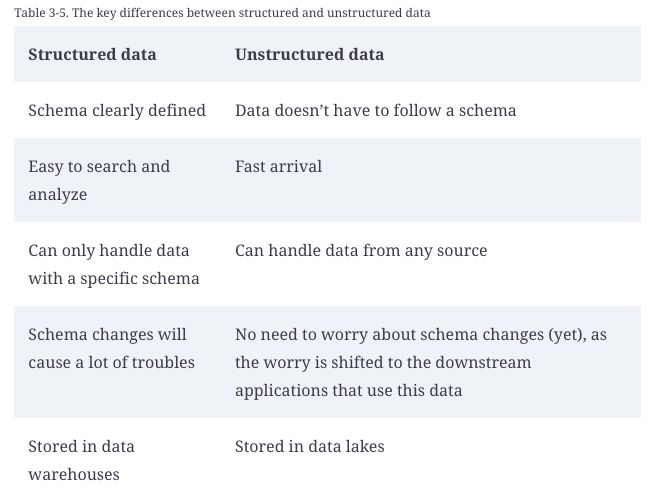 Table 3-5. The key differences between structured and unstructured data
Structured data Unstructured data
Schema clearly defined Data doesn’t have to follow a schema
Easy to search and
analyze
Fast arrival
Can only handle data
with a specific schema
Can handle data from any source
Schema changes will
cause a lot of troubles
No need to worry about schema changes (yet), as
the worry is shifted to the downstream
applications that use this data
Stored in data
warehouses
Stored in data lakes